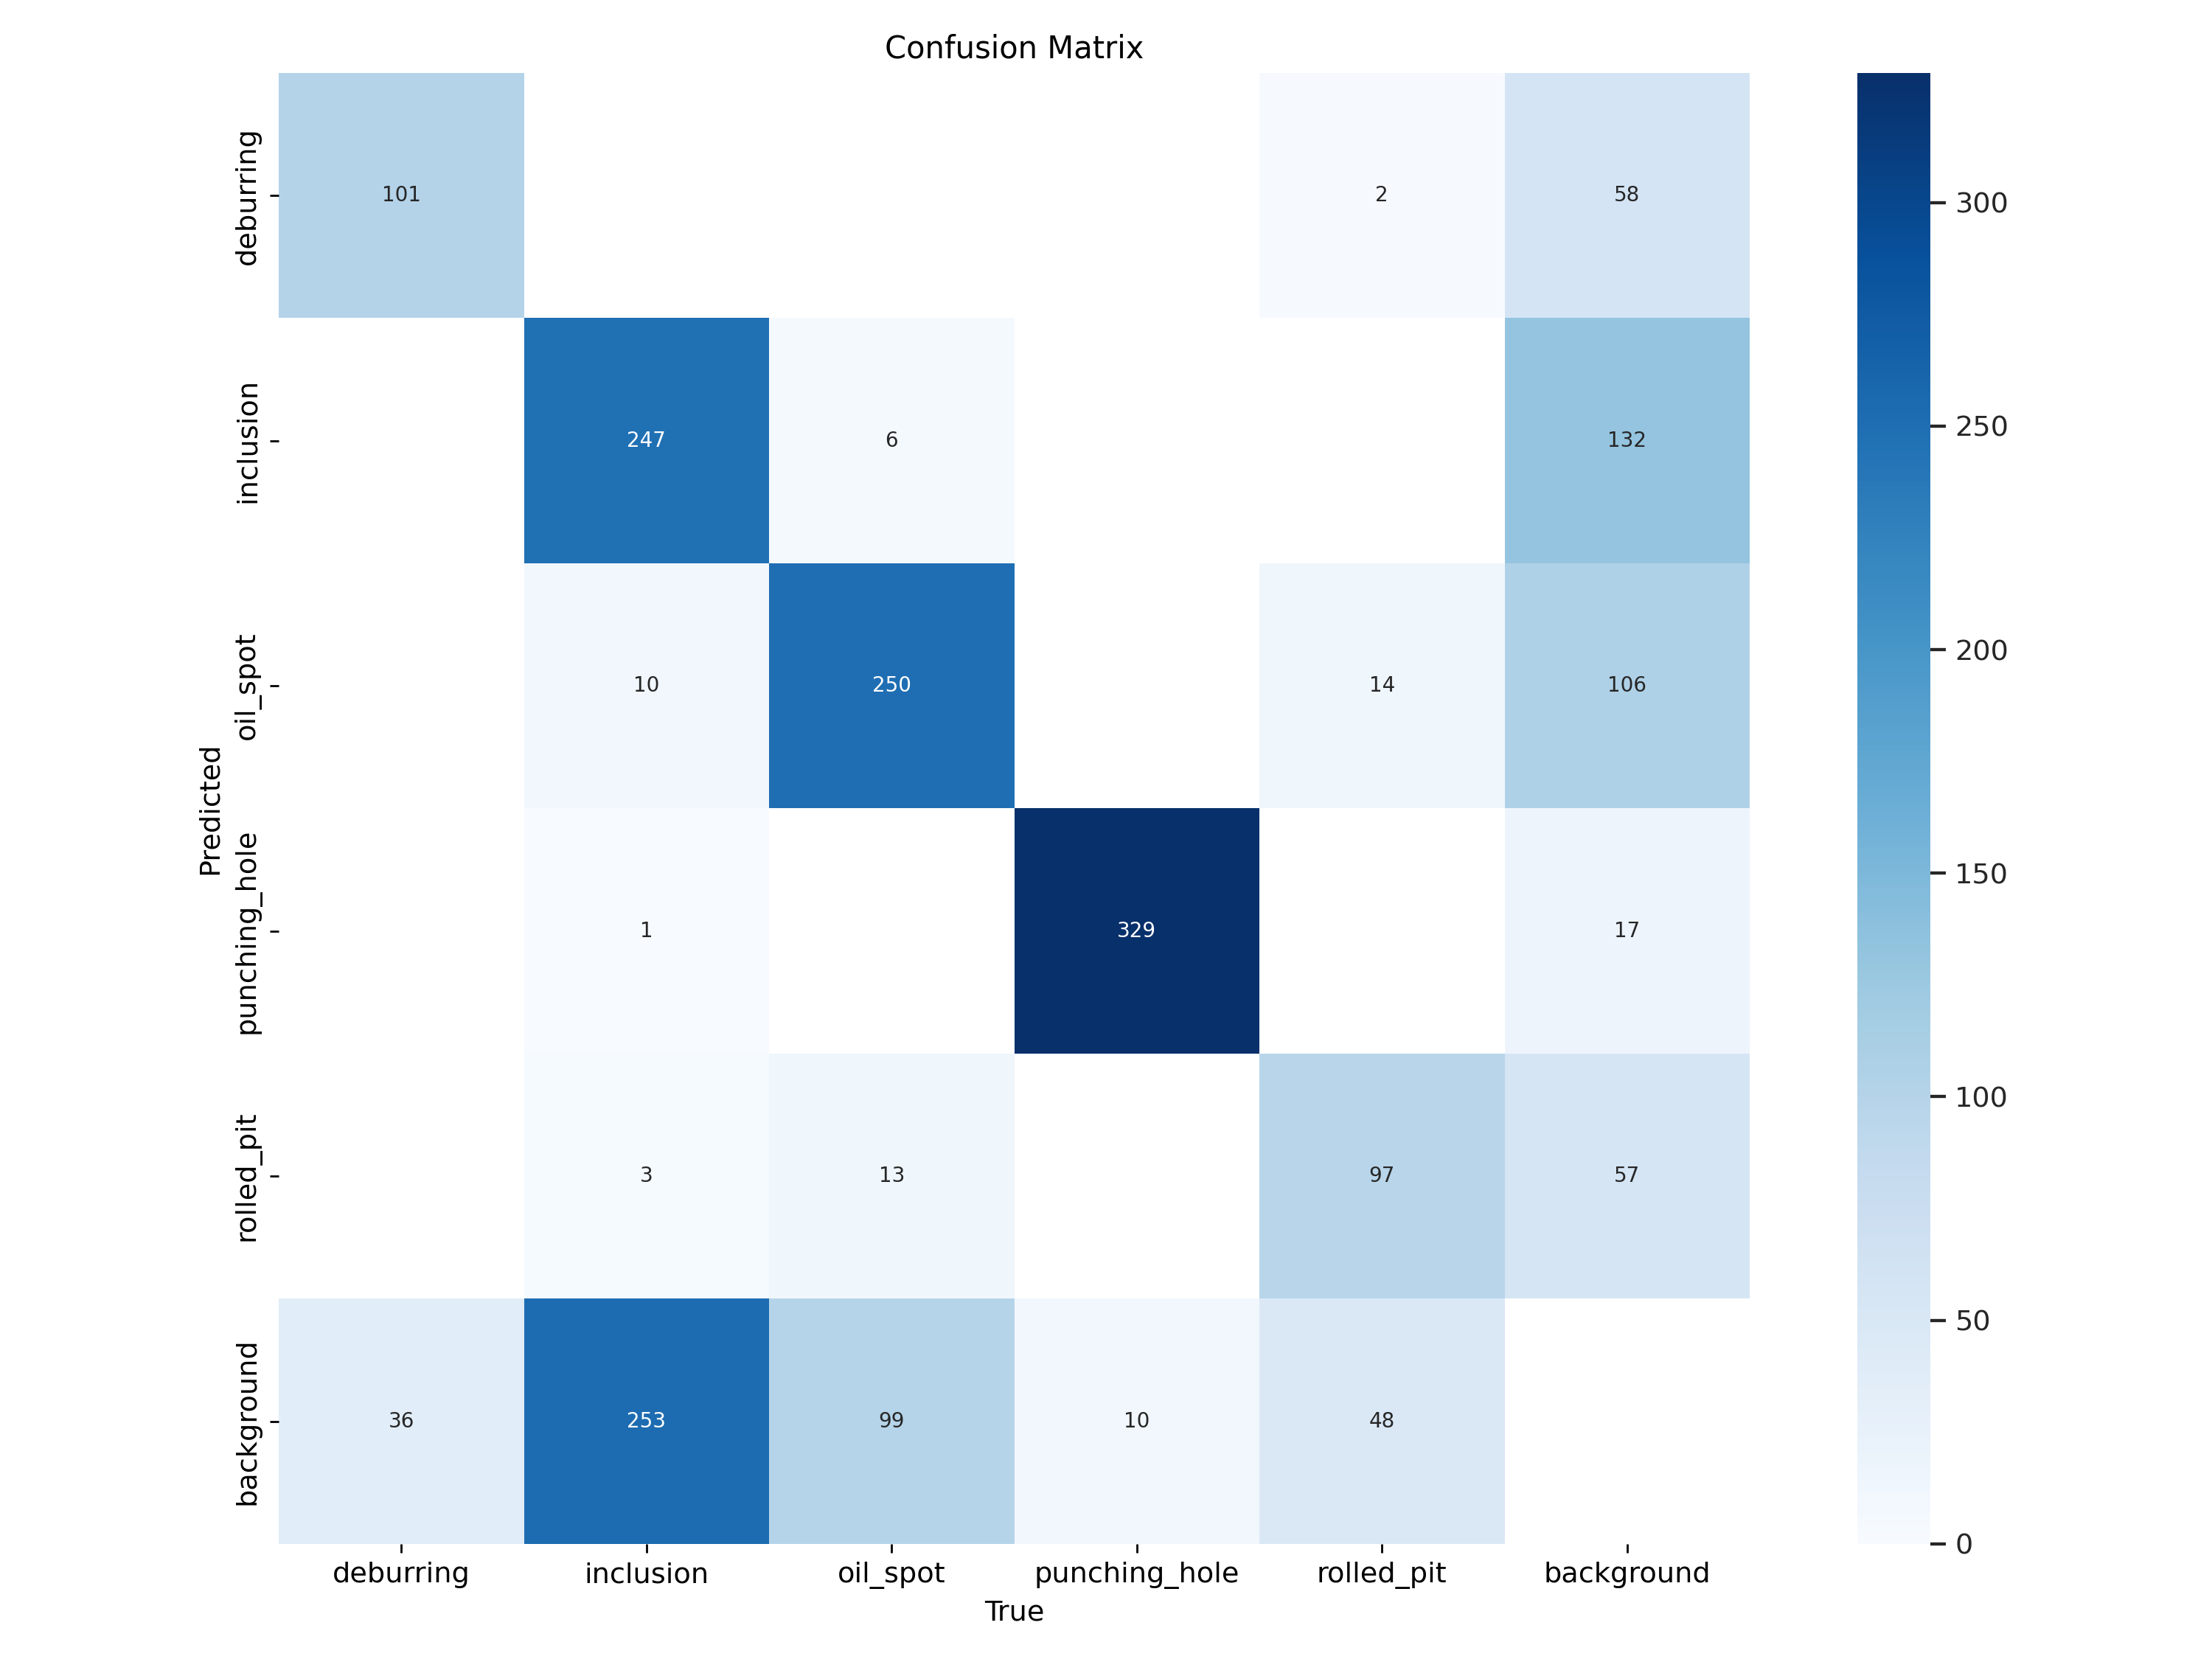 Confusion Matrix
deburring
101
2
58
300
inclusion
247
6
132
250
oil_spot
10
250
14
106
200
Predicted
punching_hole
1
329
17
150
rolled_pit
3
13
97
57
100
background
36
253
99
10
48
50
0
deburring inclusion oil_spot punching_hole rolled_pit background
True